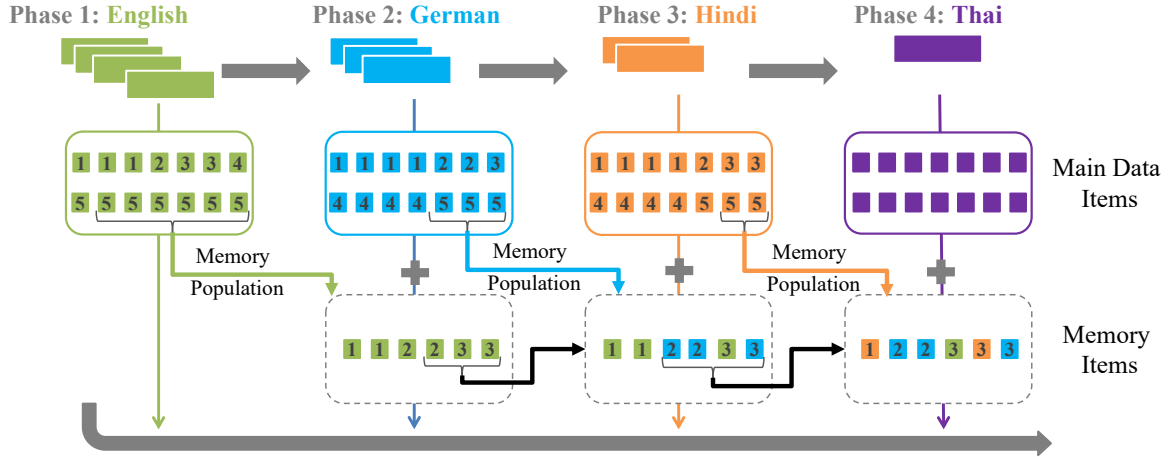 Phase 1: English
Phase 2: German
Phase 3: Hindi
Phase 4: Thai
1 1 1 2 3 3 4
5 5 5 5 5 5 5
1 1 1 1 2 2 3
4 4 4 4 5 5 5
1 1 1 1 2 3 3
4 4 4 4 5 5 5
Main Data
Items
Memory
Population
Memory
Population
Memory
Population
1 1 2 2 3 3
1 1 2 2 3 3
1 2 2 3 3 3
Memory
Items